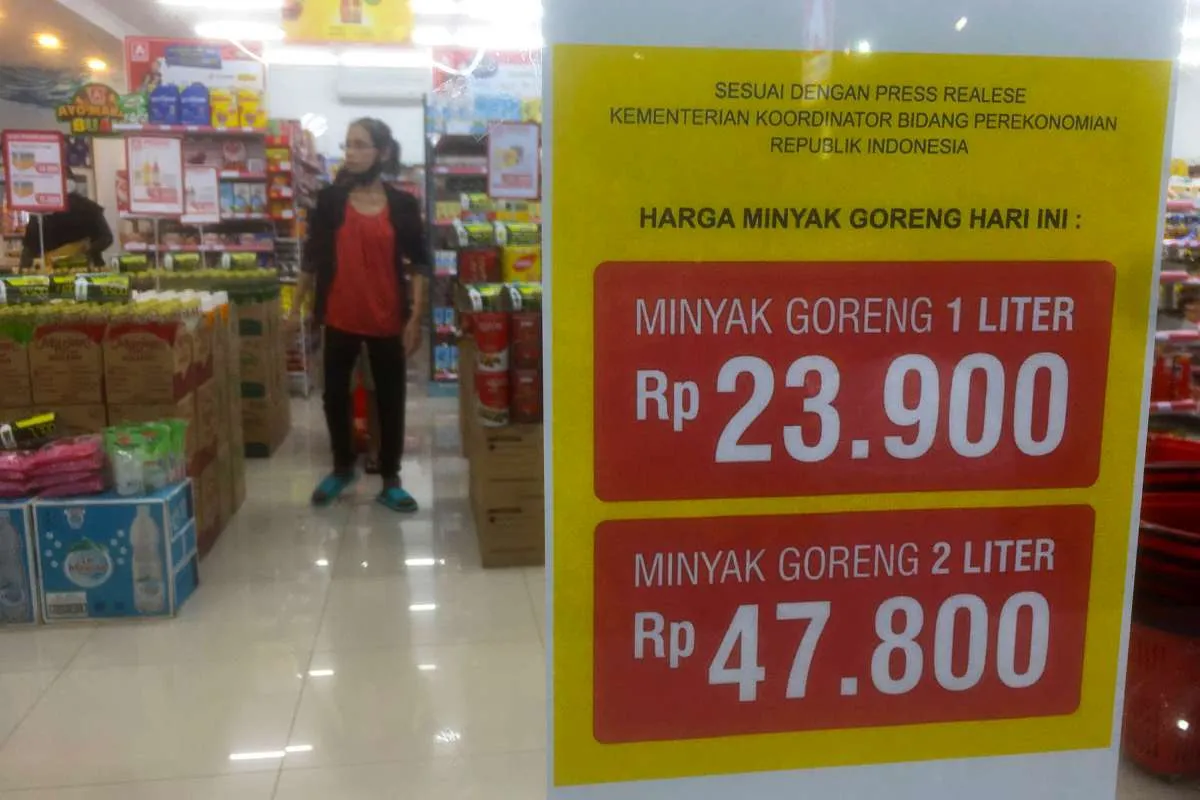 SESUAI DENGAN PRESS REALESE
KEMENTERIAN KOORDINATOR BIDANG PEREKONOMIAN
REPUBLIK INDONESIA
HARGA MINYAK GORENG HARI INI :
MINYAK GORENG 1 LITER
Rp 23.900
MINYAK GORENG 2 LITER
Rp 47.800